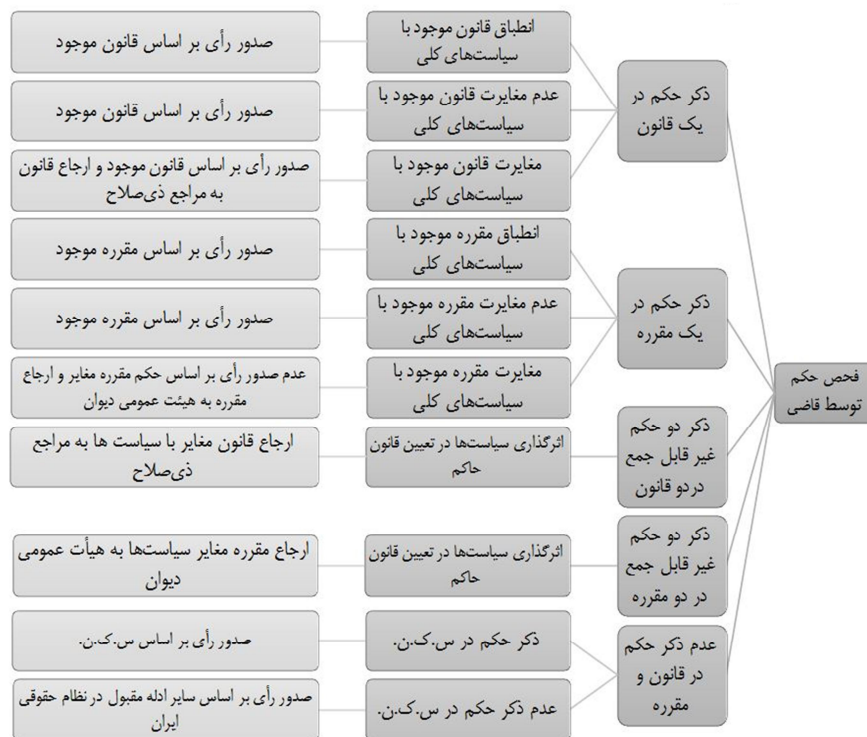 فحص حکم
توسط قاضی
ذکر حکم در
یک قانون
انطباق قانون موجود با
سیاست‌های کلی
صدور رأی بر اساس قانون موجود
عدم مغایرت قانون موجود با
سیاست‌های کلی
صدور رأی بر اساس قانون موجود
مغایرت قانون موجود با
سیاست‌های کلی
صدور رأی بر اساس قانون موجود و ارجاع قانون
به مراجع ذی‌صلاح
ذکر حکم در
یک مقرره
انطباق مقرره موجود با
سیاست‌های کلی
صدور رأی بر اساس مقرره موجود
عدم مغایرت مقرره موجود با
سیاست‌های کلی
صدور رأی بر اساس مقرره موجود
مغایرت مقرره موجود با
سیاست‌های کلی
عدم صدور رأی بر اساس حکم مقرره مغایر و ارجاع
مقرره به هیئت عمومی دیوان
ذکر دو حکم
غیر قابل جمع
دردو قانون
اثرگذاری سیاست‌ها در تعیین قانون
حاکم
ارجاع قانون مغایر با سیاست ها به مراجع
ذی‌صلاح
ذکر دو حکم
غیر قابل جمع
در دو مقرره
اثرگذاری سیاست‌ها در تعیین قانون
حاکم
ارجاع مقرره مغایر سیاست‌ها به هیأت عمومی
دیوان
عدم ذکر حکم
در قانون و
مقرره
ذکر حکم در س.ک.ن.
صدور رأی بر اساس س.ک.ن.
عدم ذکر حکم در س.ک.ن.
صدور رأی بر اساس سایر ادله مقبول در نظام حقوقی
ایران